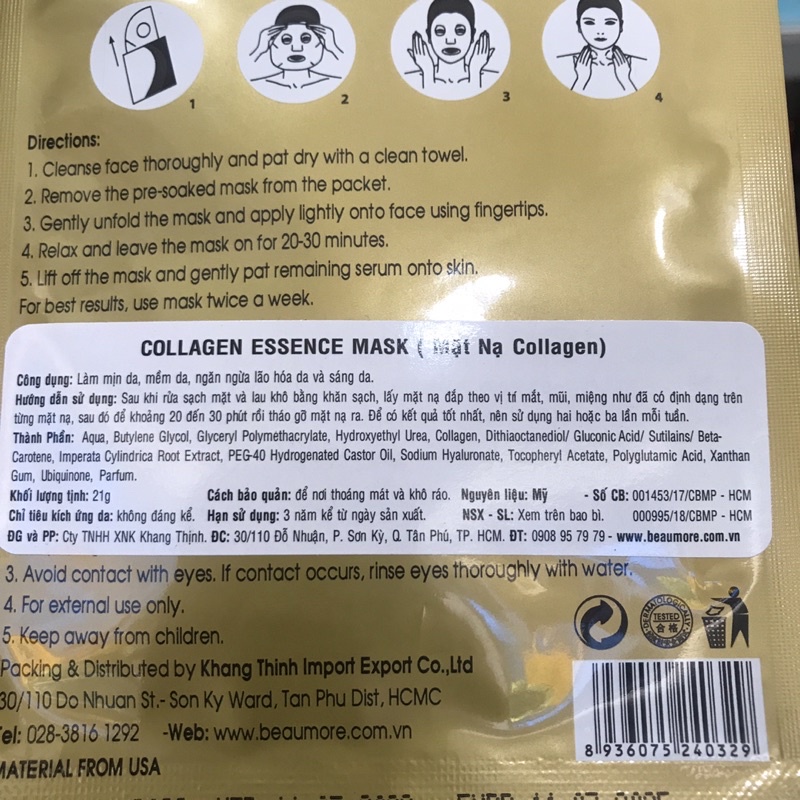 1
2
3
4
Directions:
1. Cleanse face thoroughly and pat dry with a clean towel.
2. Remove the pre-soaked mask from the packet.
3. Gently unfold the mask and apply lightly onto face using fingertips.
4. Relax and leave the mask on for 20-30 minutes.
5. Lift off the mask and gently pat remaining serum onto skin.
For best results, use mask twice a week.
COLLAGEN ESSENCE MASK ( Mặt Nạ Collagen)
Công dụng: Làm mịn da, mềm da, ngăn ngừa lão hóa da và sáng da.
Hướng dẫn sử dụng: Sau khi rửa sạch mặt và lau khô bằng khăn sạch, lấy mặt nạ đắp theo vị trí mắt, mũi, miệng như đã có định dạng trên
từng mặt nạ, sau đó để khoảng 20 đến 30 phút rồi tháo gỡ mặt nạ ra. Để có kết quả tốt nhất, nên sử dụng hai hoặc ba lần mỗi tuần.
Thành Phần: Aqua, Butylene Glycol, Glyceryl Polymethacrylate, Hydroxyethyl Urea, Collagen, Dithiaoctanediol/ Gluconic Acid/ Sutilains/ Beta-
Carotene, Imperata Cylindrica Root Extract, PEG-40 Hydrogenated Castor Oil, Sodium Hyaluronate, Tocopheryl Acetate, Polyglutamic Acid, Xanthan
Gum, Ubiquinone, Parfum.
Khối lượng tịnh: 21g Cách bảo quản: để nơi thoáng mát và khô ráo. Nguyên liệu: Mỹ - Số CB: 001453/17/CBMP - HCM
Chỉ tiêu kích ứng da: không đáng kể. Hạn sử dụng: 3 năm kể từ ngày sản xuất. NSX - SL: Xem trên bao bì. 000995/18/CBMP - HCM
ĐG và PP: Cty TNHH XNK Khang Thịnh. ĐC: 30/110 Đỗ Nhuận, P. Sơn Kỳ, Q. Tân Phú, TP. HCM. ĐT: 0908 95 79 79 - www.beaumore.com.vn
3. Avoid contact with eyes. If contact occurs, rinse eyes thoroughly with water.
4. For external use only.
5. Keep away from children.
DERMATOLOGICALLY
TESTED
合格
Packing & Distributed by Khang Thinh Import Export Co.,Ltd
30/110 Do Nhuan St.- Son Ky Ward, Tan Phu Dist, HCMC
Tel: 028-3816 1292 -Web: www.beaumore.com.vn
MATERIAL FROM USA
8 936075 240329